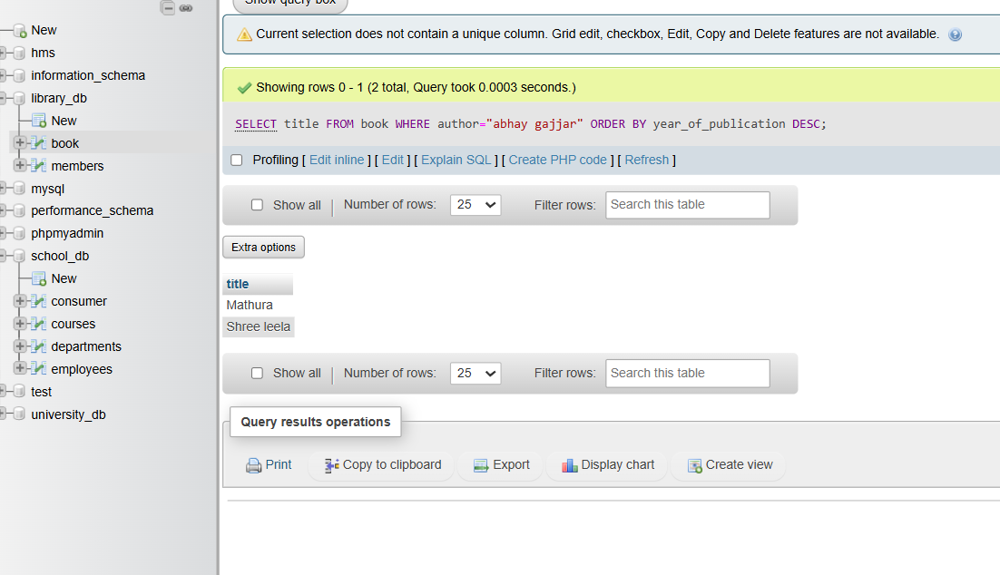 New
hms
information_schema
library_db
New
book
members
mysql
performance_schema
phpmyadmin
school_db
New
consumer
courses
departments
employees
test
university_db
Show query box
Current selection does not contain a unique column. Grid edit, checkbox, Edit, Copy and Delete features are not available.
Showing rows 0 - 1 (2 total, Query took 0.0003 seconds.)
SELECT title FROM book WHERE author="abhay gajjar" ORDER BY year_of_publication DESC;
Profiling [ Edit inline ] [ Edit ] [ Explain SQL ] [ Create PHP code ] [ Refresh ]
Show all | Number of rows: 25 Filter rows: Search this table
Extra options
title
Mathura
Shree leela
Show all | Number of rows: 25 Filter rows: Search this table
Query results operations
Print Copy to clipboard Export Display chart Create view